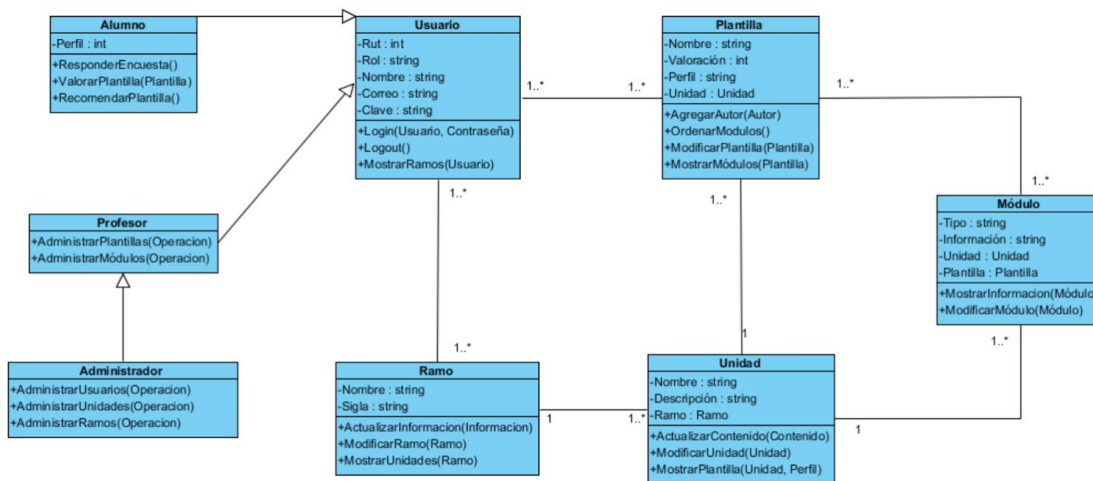 Alumno
-Perfil : int
+ResponderEncuesta()
+ValorarPlantilla(Plantilla)
+RecomendarPlantilla()
Usuario
-Rut : int
-Rol : string
-Nombre : string
-Correo : string
-Clave : string
+Login(Usuario, Contraseña)
+Logout()
+MostrarRamos(Usuario)
1..*
1..*
1..*
Plantilla
-Nombre : string
-Valoración : int
-Perfil : string
-Unidad : Unidad
+AgregarAutor(Autor)
+OrdenarModulos()
+ModificarPlantilla(Plantilla)
+MostrarMódulos(Plantilla)
1..*
1..*
1..*
Profesor
+AdministrarPlantillas(Operacion)
+AdministrarMódulos(Operacion)
Módulo
-Tipo : string
-Información : string
-Unidad : Unidad
-Plantilla : Plantilla
+MostrarInformacion(Módulo
+ModificarMódulo(Módulo)
1..*
Administrador
+AdministrarUsuarios(Operacion)
+AdministrarUnidades(Operacion)
+AdministrarRamos(Operacion)
1..*
Ramo
-Nombre : string
-Sigla : string
+ActualizarInformacion(Informacion)
+ModificarRamo(Ramo)
+MostrarUnidades(Ramo)
1
1..*
1
Unidad
-Nombre : string
-Descripción : string
-Ramo : Ramo
+ActualizarContenido(Contenido)
+ModificarUnidad(Unidad)
+MostrarPlantilla(Unidad, Perfil)
1